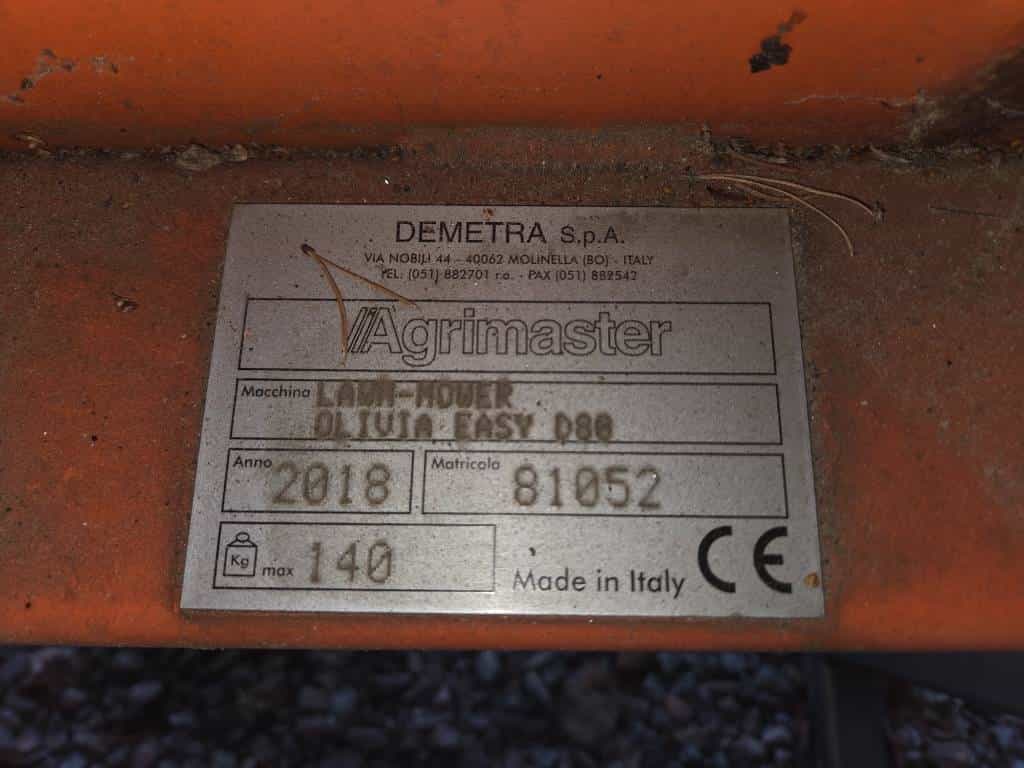 DEMETRA S.p.A.
VIA NOBILI 44 - 40062 MOLINELLA (BO) - ITALY
TEL. (051) 882701 r.a. - FAX (051) 882542
Agrimaster
Macchina LAWN-MOWER
OLIVIA EASY D80
Anno 2018 Matricola 81052
Kg max 140
Made in Italy CE